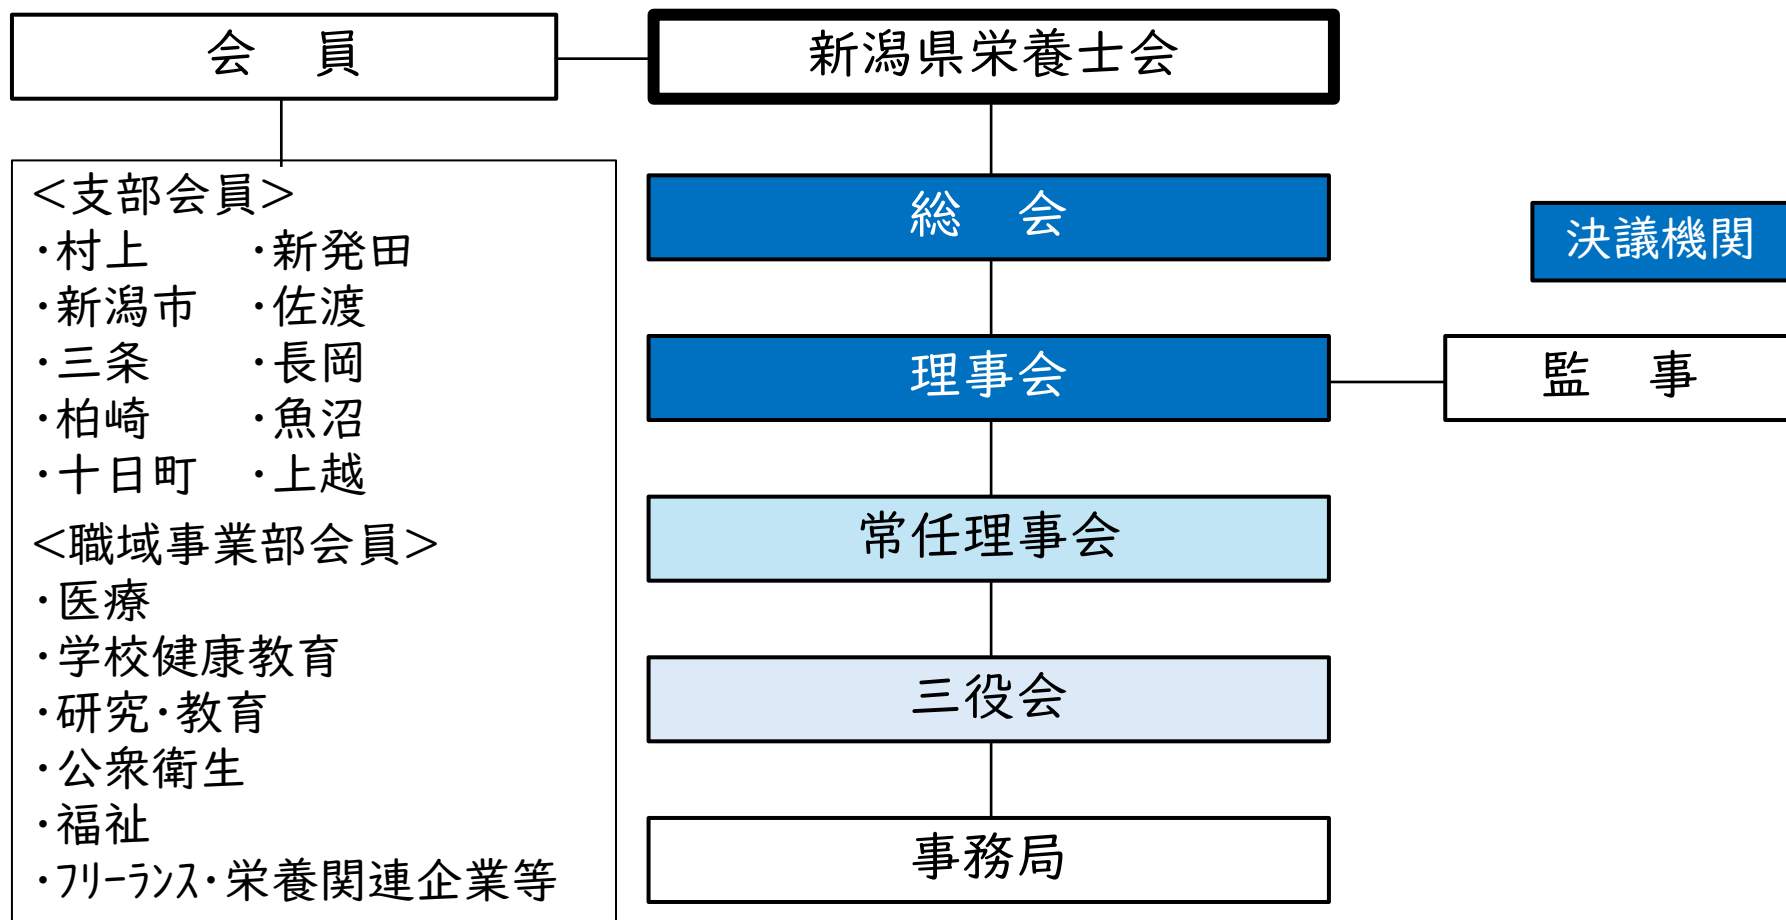 会　員
新潟県栄養士会
＜支部会員＞
・村上　　・新発田
・新潟市　・佐渡
・三条　　・長岡
・柏崎　　・魚沼
・十日町　・上越
＜職域事業部会員＞
・医療
・学校健康教育
・研究・教育
・公衆衛生
・福祉
・ﾌﾘｰﾗﾝｽ・栄養関連企業等
総　会
決議機関
理事会
監　事
常任理事会
三役会
事務局